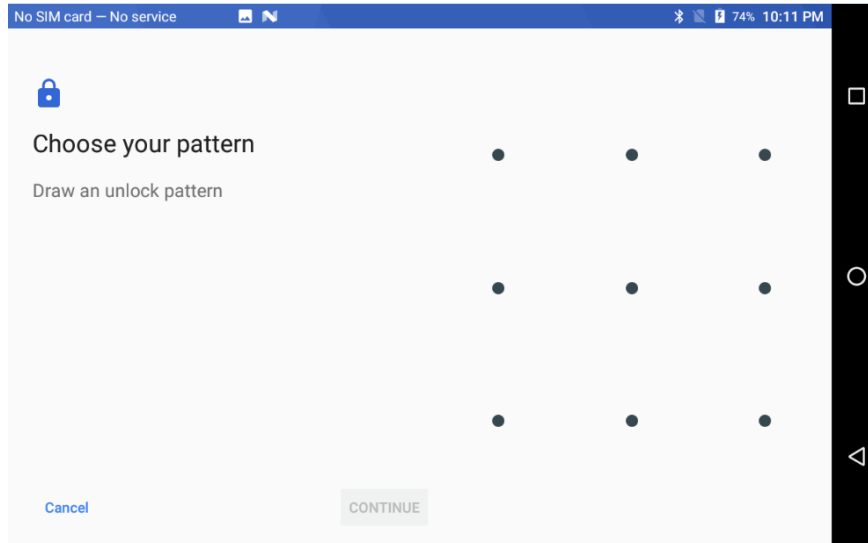 No SIM card — No service
74% 10:11 PM
Choose your pattern
Draw an unlock pattern
Cancel
CONTINUE